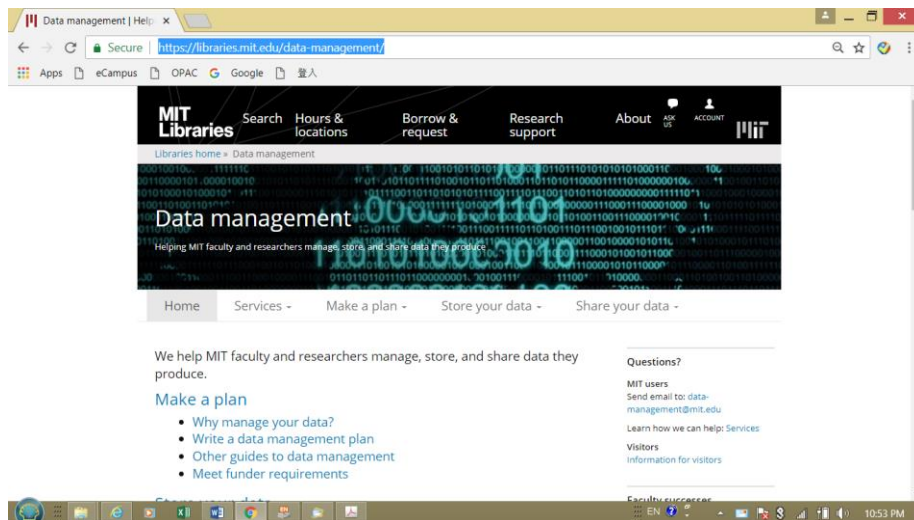 Data management | Help
Secure | https://libraries.mit.edu/data-management/
Apps eCampus OPAC Google 登入
MIT Libraries
Search
Hours & locations
Borrow & request
Research support
About
ASK US
ACCOUNT
Libraries home » Data management
Data management
Helping MIT faculty and researchers manage, store, and share data they produce
Home Services Make a plan Store your data Share your data
We help MIT faculty and researchers manage, store, and share data they
produce.
Make a plan
• Why manage your data?
• Write a data management plan
• Other guides to data management
• Meet funder requirements
Store your data
Questions?
MIT users
Send email to: data-
management@mit.edu
Learn how we can help: Services
Visitors
Information for visitors
Faculty successes
EN 10:53 PM